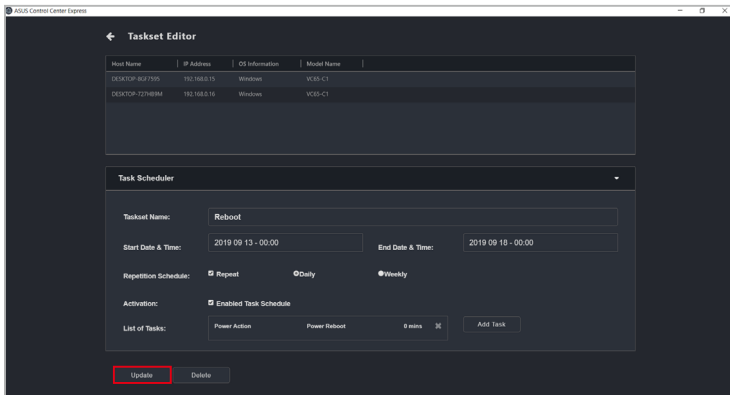 ASUS Control Center Express
Taskset Editor
Host Name IP Address OS Information Model Name
DESKTOP-8GF7595 192.168.0.15 Windows VC65-C1
DESKTOP-727HB9M 192.168.0.16 Windows VC65-C1
Task Scheduler
Taskset Name: Reboot
Start Date & Time: 2019 09 13 - 00:00 End Date & Time: 2019 09 18 - 00:00
Repetition Schedule: Repeat Daily Weekly
Activation: Enabled Task Schedule
List of Tasks: Power Action Power Reboot 0 mins Add Task
Update Delete